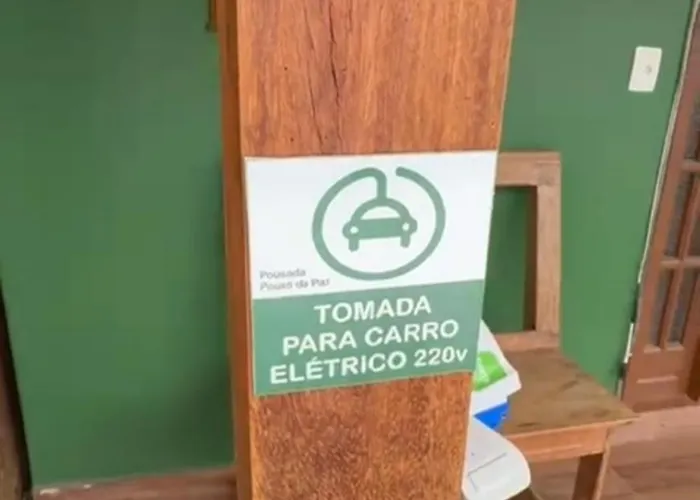 Pousada
Pouso da Paz
TOMADA
PARA CARRO
ELÉTRICO 220v